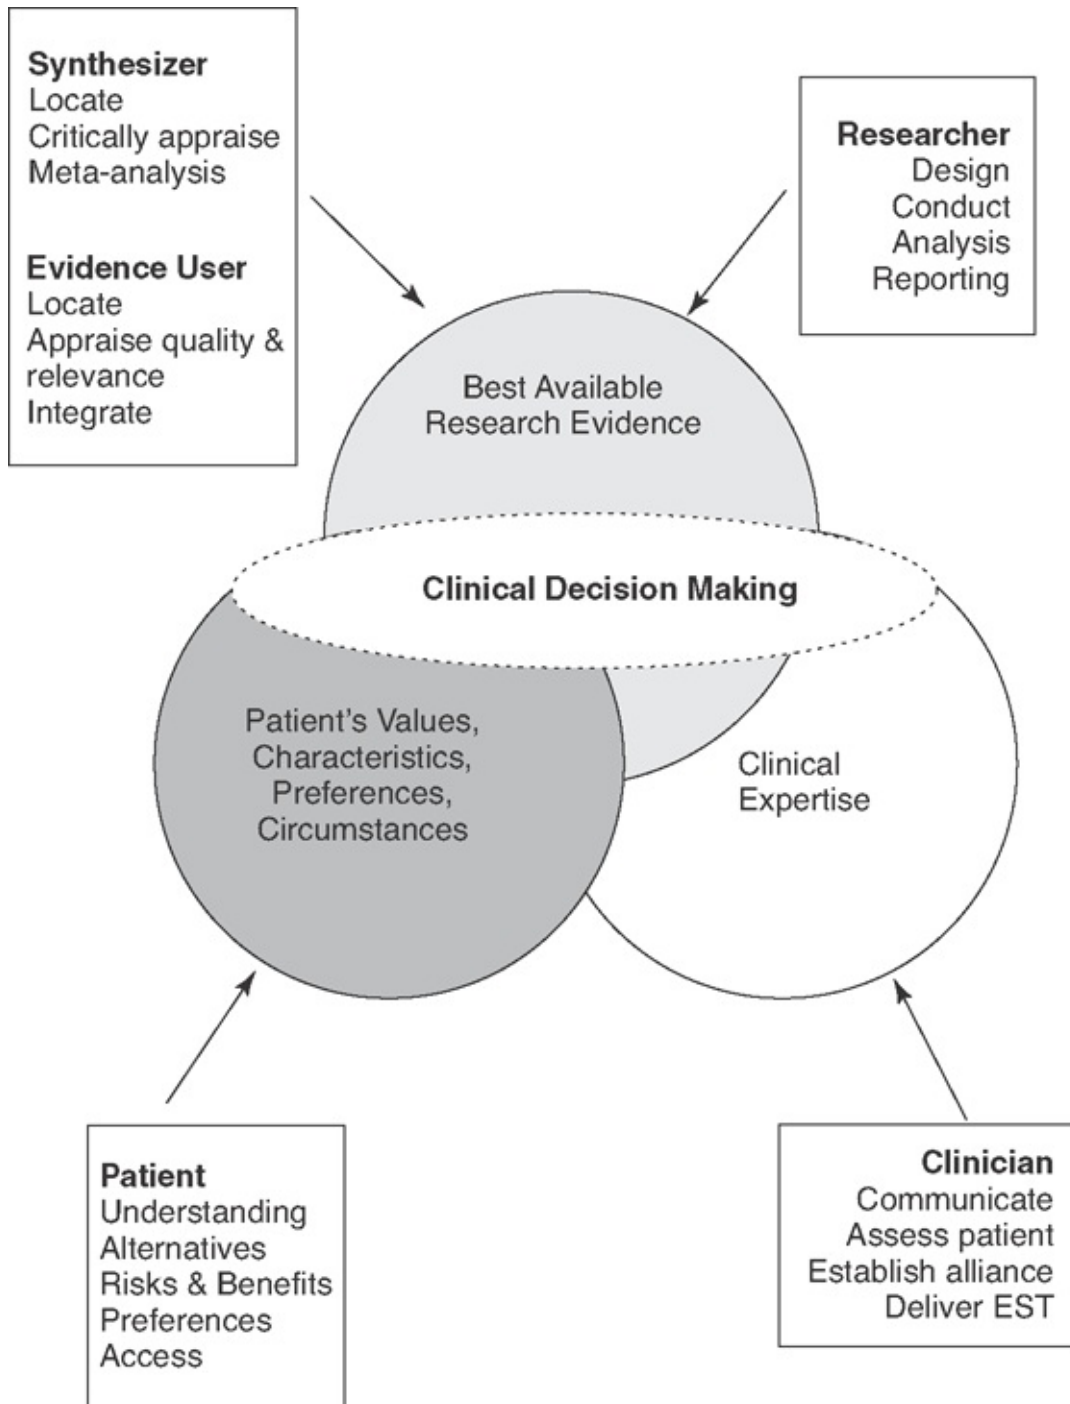 Synthesizer
Locate
Critically appraise
Meta-analysis
Evidence User
Locate
Appraise quality &
relevance
Integrate
Researcher
Design
Conduct
Analysis
Reporting
Best Available
Research Evidence
Clinical Decision Making
Patient's Values,
Characteristics,
Preferences,
Circumstances
Clinical
Expertise
Patient
Understanding
Alternatives
Risks & Benefits
Preferences
Access
Clinician
Communicate
Assess patient
Establish alliance
Deliver EST